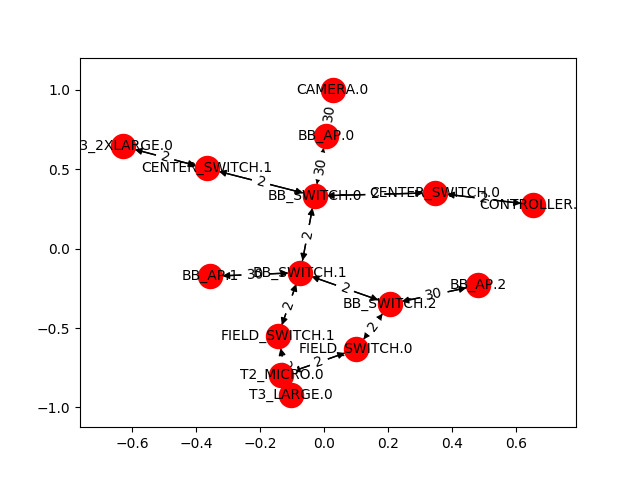 1.0
CAMERA.0
30
BB_AP.0
3_2XLARGE.0
2
30
0.5
CENTER_SWITCH.1
2
BB_SWITCH.0
2
CENTER_SWITCH.0
2
CONTROLLER.
2
0.0
BB_AP.1
30
BB_SWITCH.1
2
30
BB_AP.2
BB_SWITCH.2
2
2
−0.5
FIELD_SWITCH.1
FIELD_SWITCH.0
2
T2_MICRO.0
T3_LARGE.0
−1.0
−0.6
−0.4
−0.2
0.0
0.2
0.4
0.6